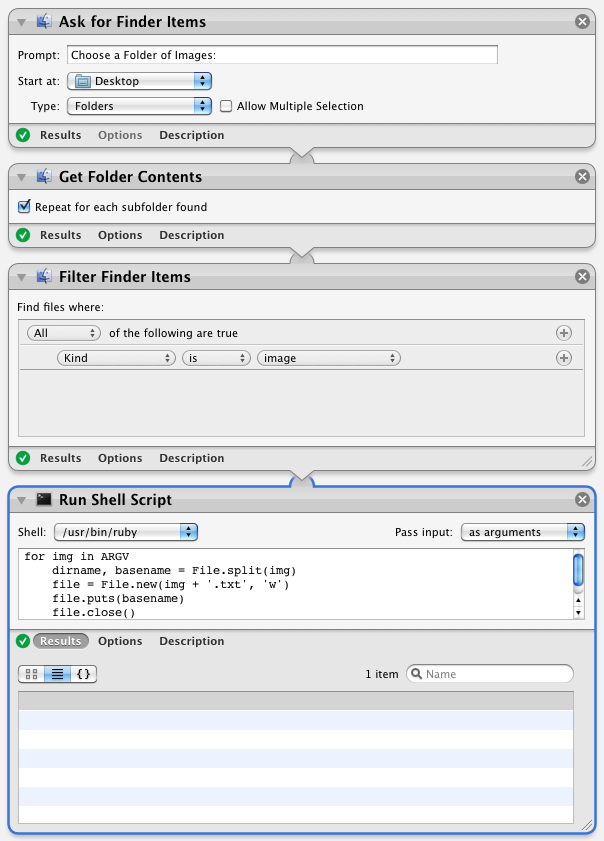 Ask for Finder Items
Prompt: Choose a Folder of Images:
Start at: Desktop
Type: Folders Allow Multiple Selection
Results Options Description
Get Folder Contents
Repeat for each subfolder found
Results Options Description
Filter Finder Items
Find files where:
All of the following are true
Kind is image
Results Options Description
Run Shell Script
Shell: /usr/bin/ruby Pass input: as arguments
for img in ARGV
    dirname, basename = File.split(img)
    file = File.new(img + '.txt', 'w')
    file.puts(basename)
    file.close()
Results Options Description
{} 1 item Name